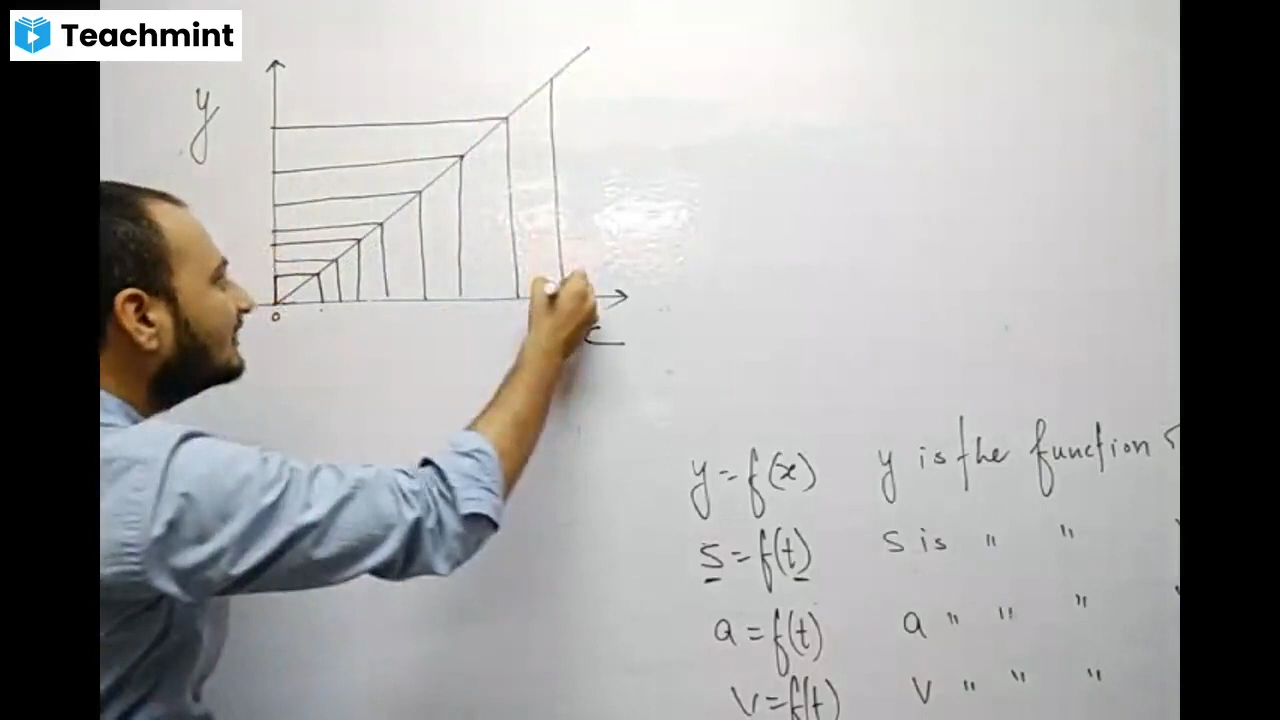 Teachmint
y
o
y = f(x) y is the function
S = f(t) S is " "
a = f(t) a " " "
v = f(t) v " " "